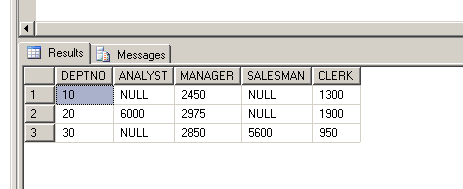 Results Messages
DEPTNO ANALYST MANAGER SALESMAN CLERK
1 10 NULL 2450 NULL 1300
2 20 6000 2975 NULL 1900
3 30 NULL 2850 5600 950